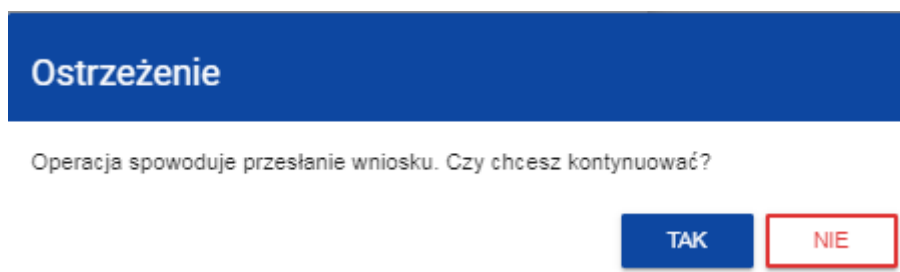 Ostrzeżenie
Operacja spowoduje przesłanie wniosku. Czy chcesz kontynuować?
TAK
NIE